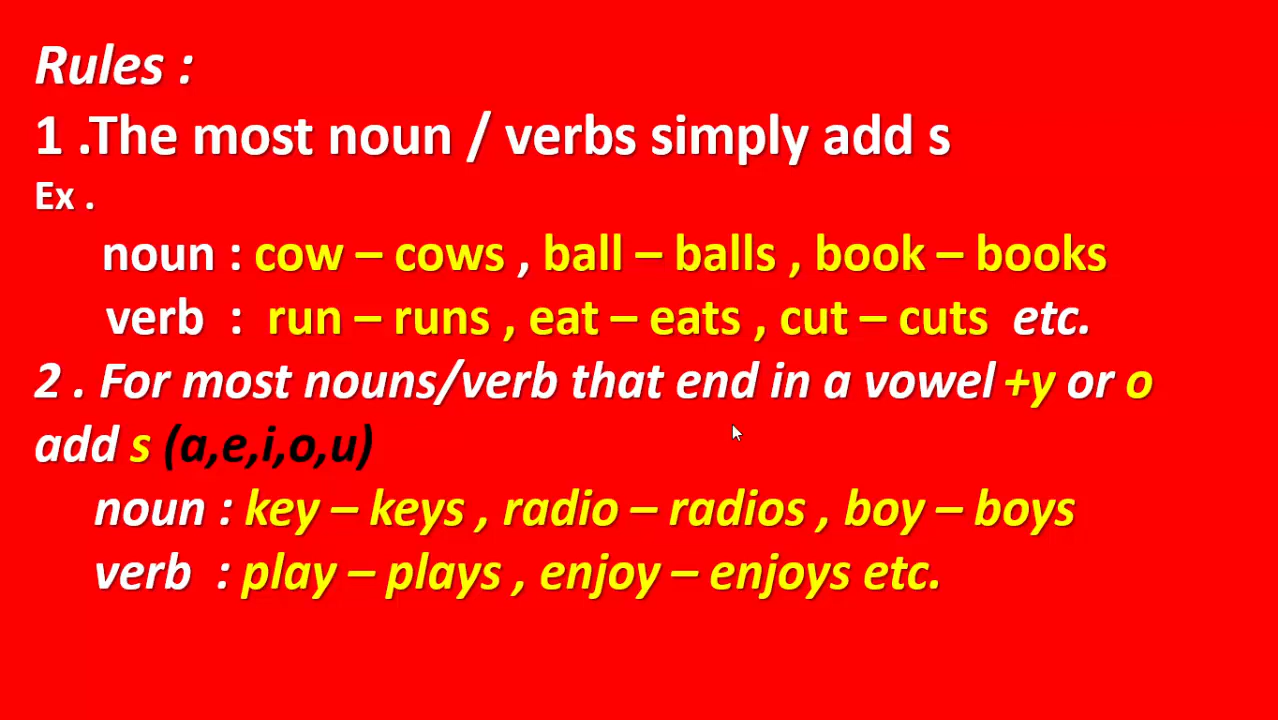 Rules :
1 .The most noun / verbs simply add s
Ex .
noun : cow – cows , ball – balls , book – books
verb : run – runs , eat – eats , cut – cuts etc.
2 . For most nouns/verb that end in a vowel +y or o
add s (a,e,i,o,u)
noun : key – keys , radio – radios , boy – boys
verb : play – plays , enjoy – enjoys etc.